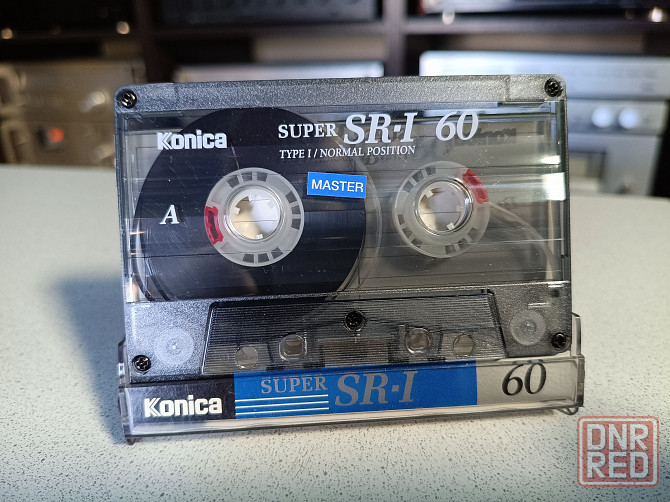 Konica SUPER SR-I 60
TYPE I / NORMAL POSITION
MASTER
A
Konica SUPER SR-I 60
DNR
RED